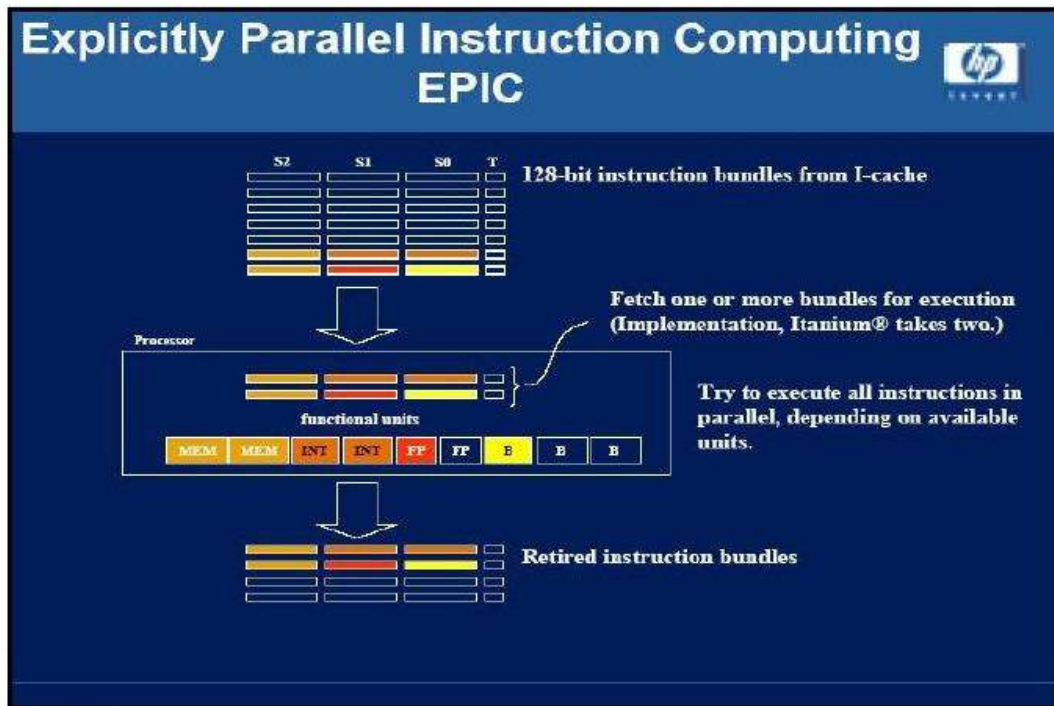 Explicitly Parallel Instruction Computing
EPIC
hp
invent
S2 S1 S0 T
128-bit instruction bundles from I-cache
Fetch one or more bundles for execution
(Implementation, Itanium® takes two.)
Processor
Try to execute all instructions in
parallel, depending on available
units.
functional units
MEM MEM INT INT FP FP B B B
Retired instruction bundles